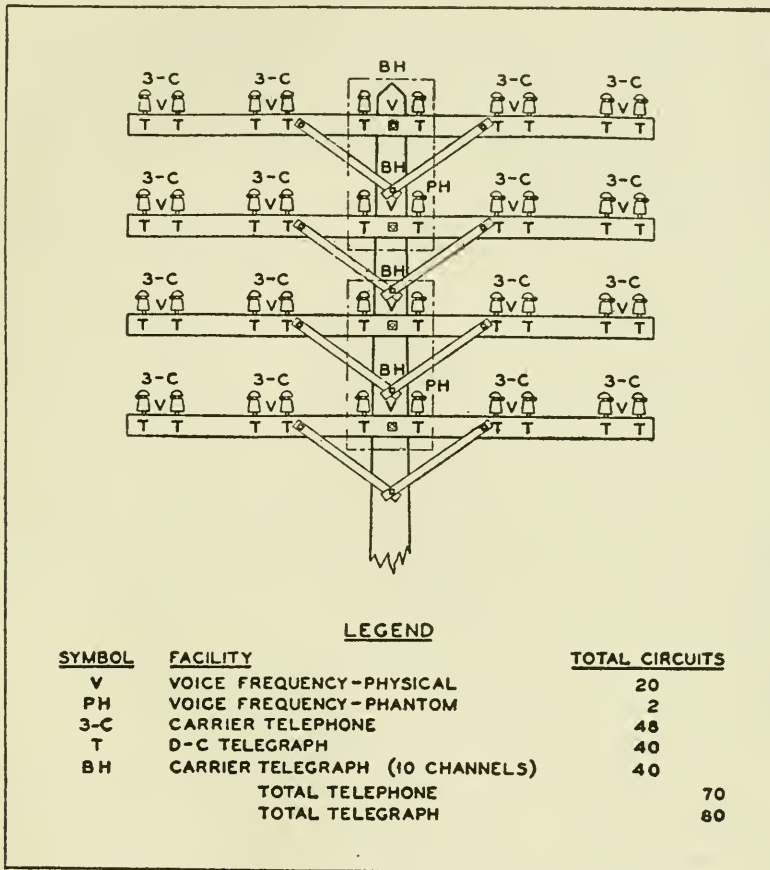 BH
3-C 3-C 3-C 3-C
V V V V V
T T T T T T T T T T
BH
3-C 3-C PH 3-C 3-C
V V V V V
T T T T T T T T T T
BH
3-C 3-C 3-C 3-C
V V V V V
T T T T T T T T T T
BH
3-C 3-C PH 3-C 3-C
V V V V V
T T T T T T T T T T
LEGEND
SYMBOL FACILITY TOTAL CIRCUITS
V VOICE FREQUENCY-PHYSICAL 20
PH VOICE FREQUENCY-PHANTOM 2
3-C CARRIER TELEPHONE 48
T D-C TELEGRAPH 40
BH CARRIER TELEGRAPH (10 CHANNELS) 40
TOTAL TELEPHONE 70
TOTAL TELEGRAPH 80